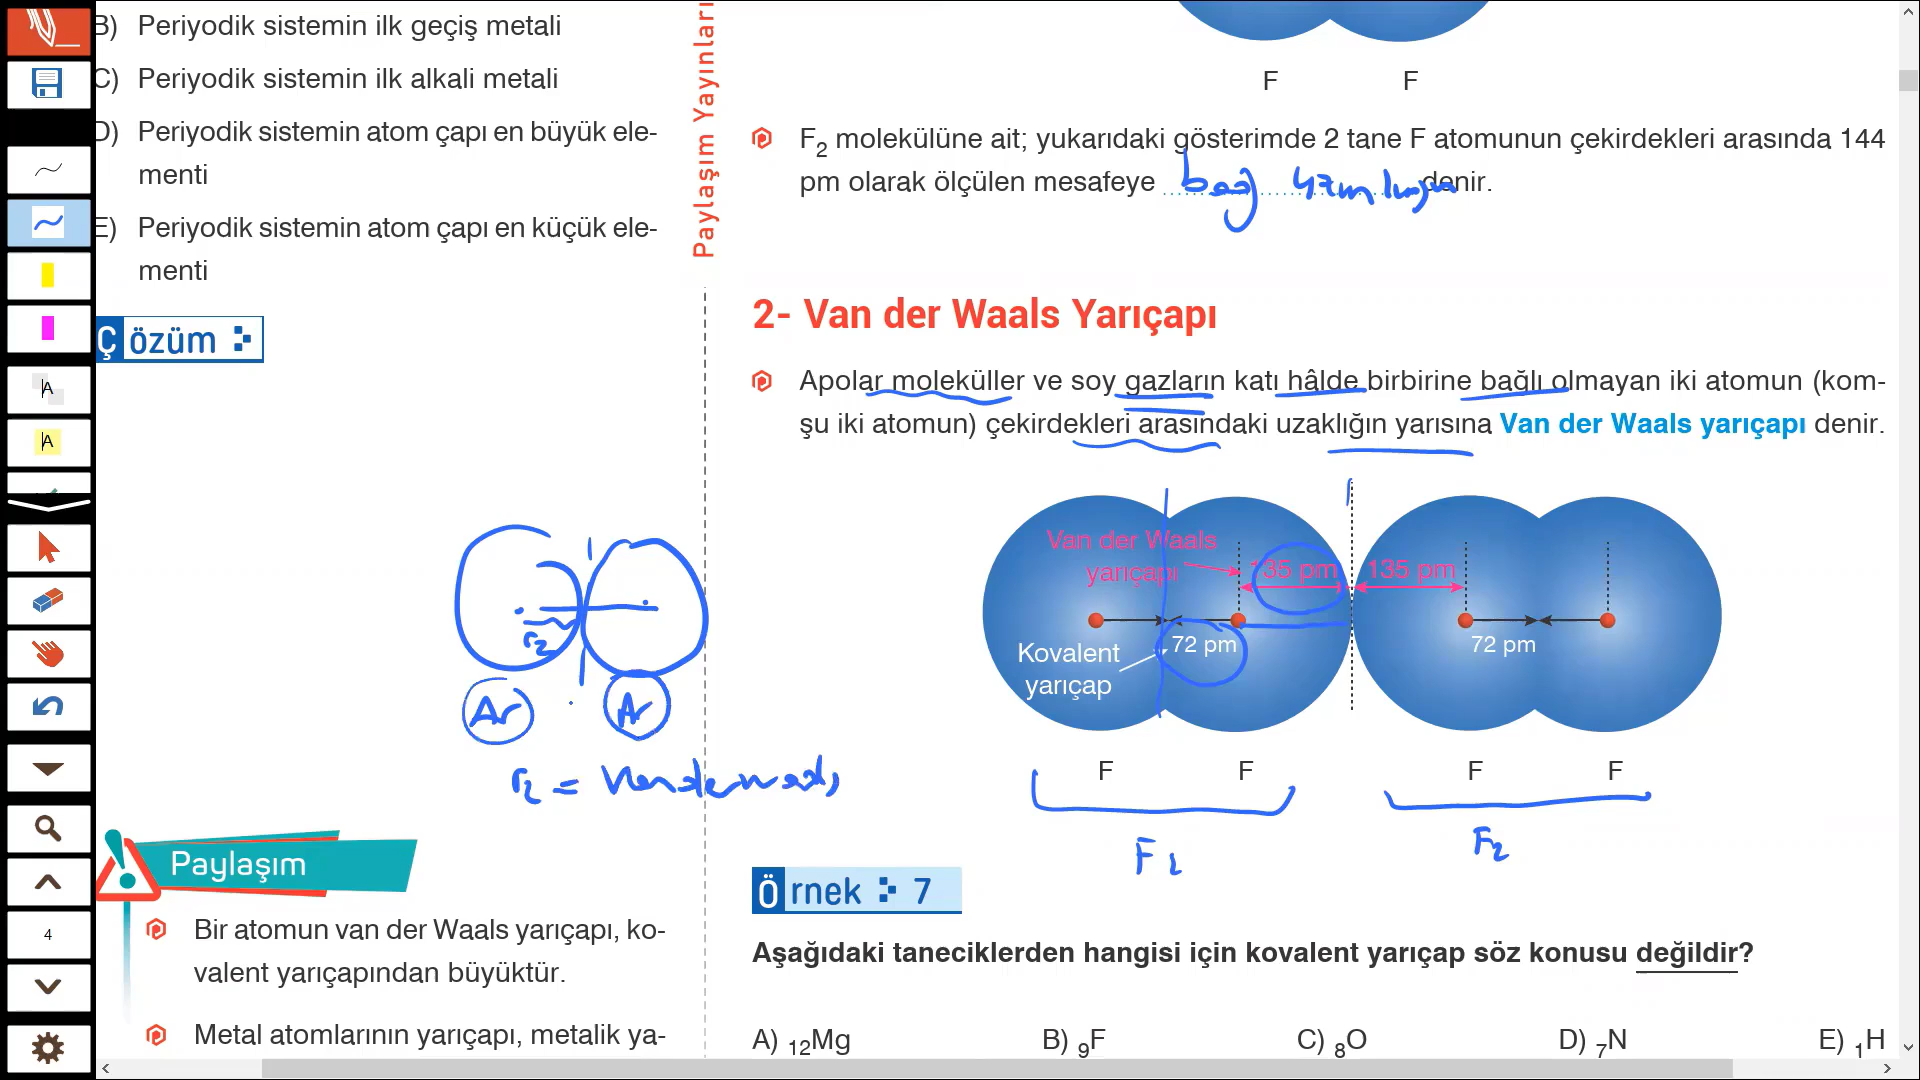 B) Periyodik sistemin ilk geçiş metali
C) Periyodik sistemin ilk alkali metali
D) Periyodik sistemin atom çapı en büyük ele-
menti
E) Periyodik sistemin atom çapı en küçük ele-
menti
Çözüm
Ar Ar
r2
r2 =
Paylaşım
Bir atomun van der Waals yarıçapı, ko-
valent yarıçapından büyüktür.
Metal atomlarının yarıçapı, metalik ya-
Paylaşım Yayınları
F F
F2 molekülüne ait; yukarıdaki gösterimde 2 tane F atomunun çekirdekleri arasında 144
pm olarak ölçülen mesafeye bağ denir.
2- Van der Waals Yarıçapı
Apolar moleküller ve soy gazların katı hâlde birbirine bağlı olmayan iki atomun (kom-
şu iki atomun) çekirdekleri arasındaki uzaklığın yarısına Van der Waals yarıçapı denir.
Van der Waals
yarıçapı
135 pm 135 pm
72 pm 72 pm
Kovalent
yarıçap
F F F F
F2 F2
Örnek 7
Aşağıdaki taneciklerden hangisi için kovalent yarıçap söz konusu değildir?
A) 12Mg B) 9F C) 8O D) 7N E) 1H
A
A
4